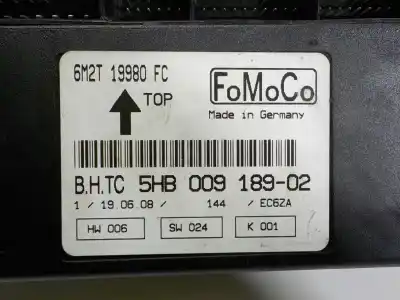 6M2T 19980 FC
TOP
FoMoCo
Made in Germany
B.H.TC 5HB 009 189-02
1 / 19.06.08 / 144 / EC6ZA
HW 006 SW 024 K 001